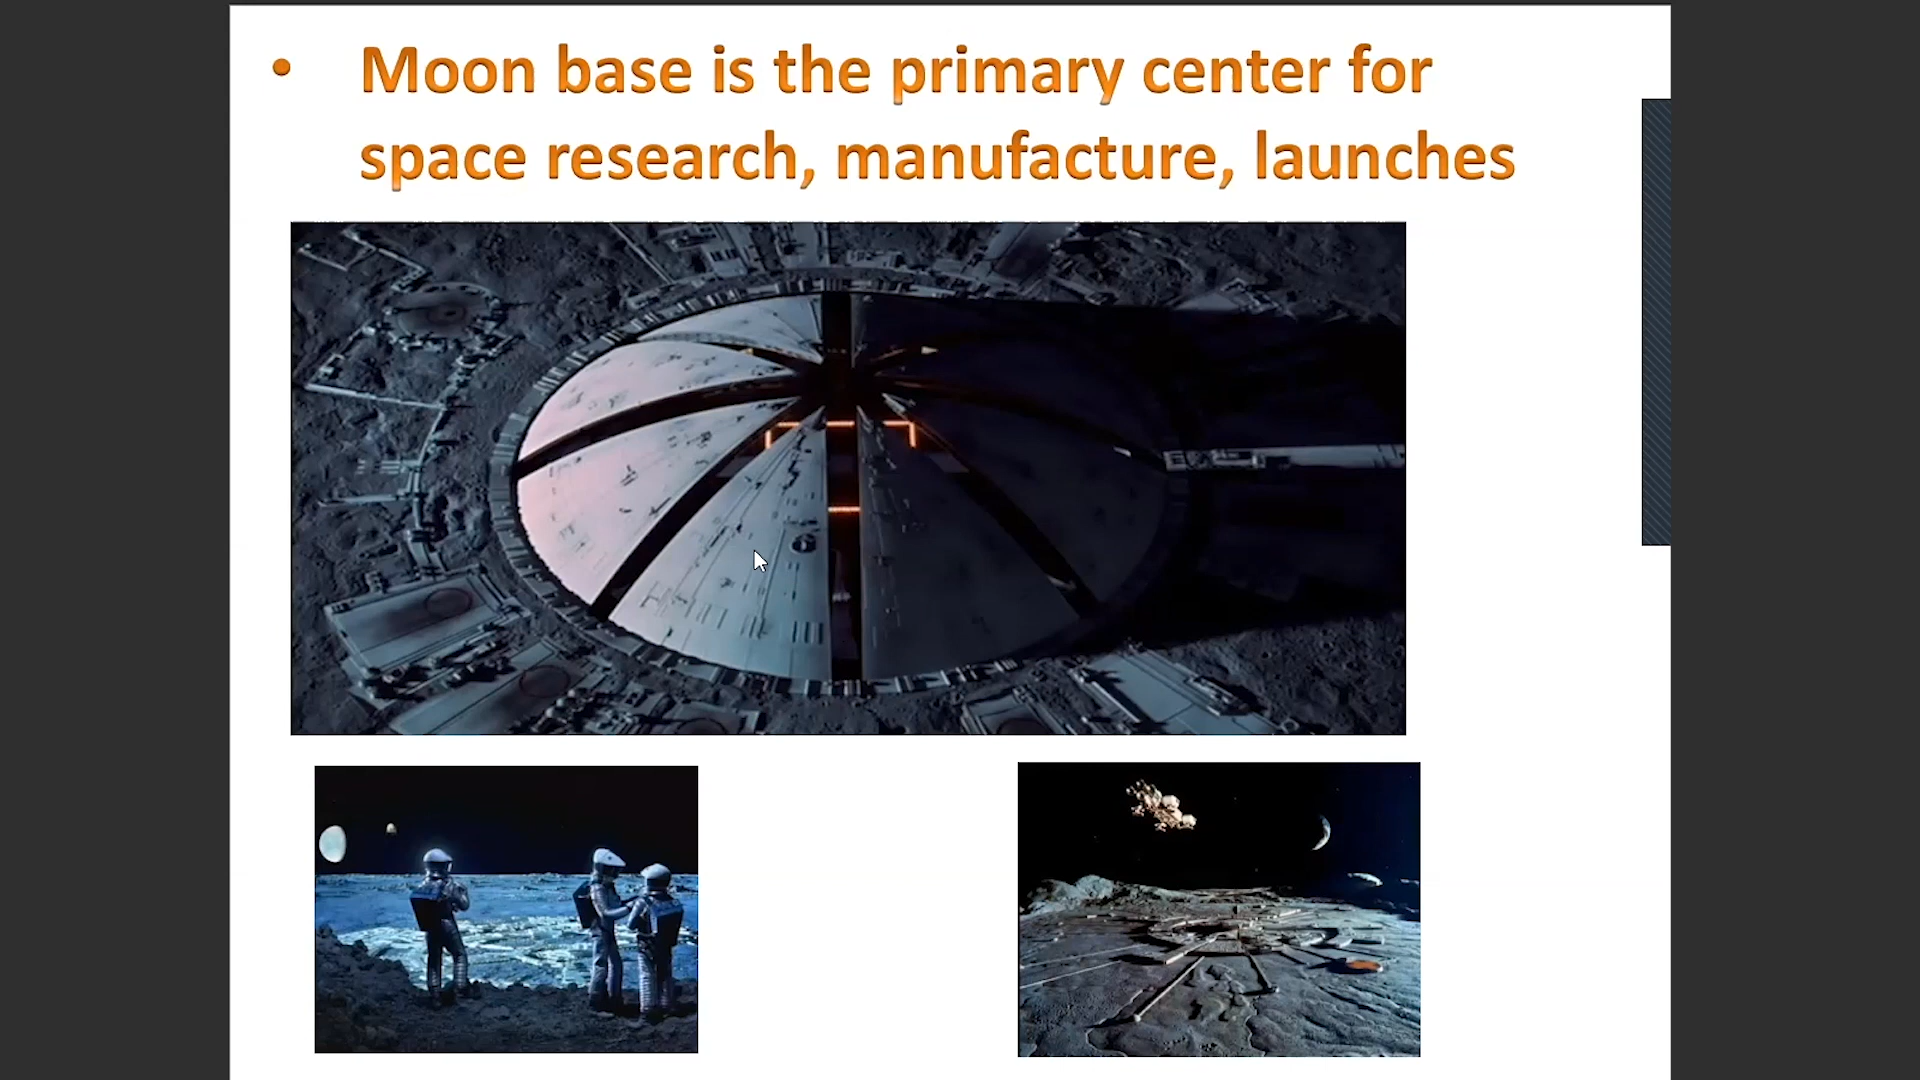 • Moon base is the primary center for
space research, manufacture, launches